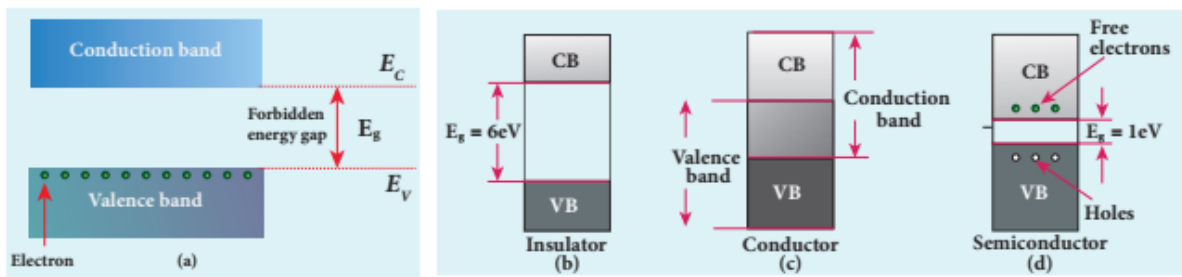 Conduction band
E_C
Forbidden
energy gap
E_g
E_V
Valence band
Electron
(a)
CB
E_g = 6eV
VB
Insulator
(b)
CB
Conduction
band
Valence
band
VB
Conductor
(c)
Free
electrons
CB
E_g = 1eV
VB
Holes
Semiconductor
(d)